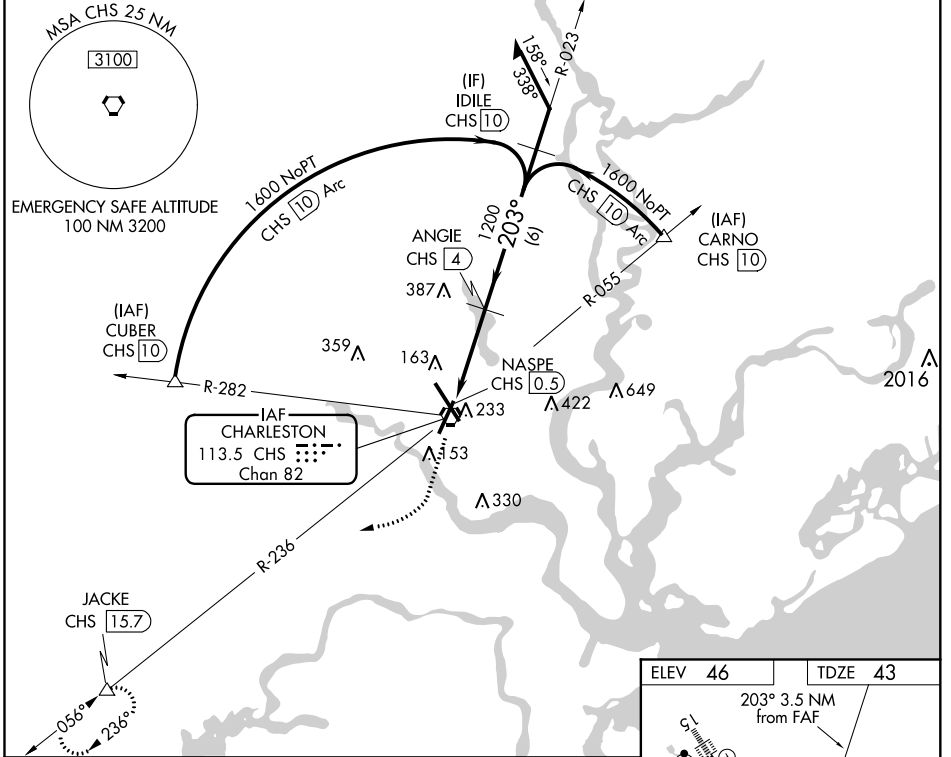 MSA CHS 25 NM
3100
EMERGENCY SAFE ALTITUDE
100 NM 3200
(IF)
IDILE
CHS 10
158°
338°
R-023
1600 NoPT
CHS 10 Arc
1600 NoPT
CHS 10 Arc
(IAF)
CARNO
CHS 10
1200
203°
(6)
ANGIE
CHS 4
387
R-055
(IAF)
CUBER
CHS 10
359
163
NASPE
CHS 0.5
649
2016
R-282
233
422
IAF
CHARLESTON
113.5 CHS
Chan 82
153
330
R-236
JACKE
CHS 15.7
056°
236°
ELEV 46
TDZE 43
203° 3.5 NM
from FAF
15